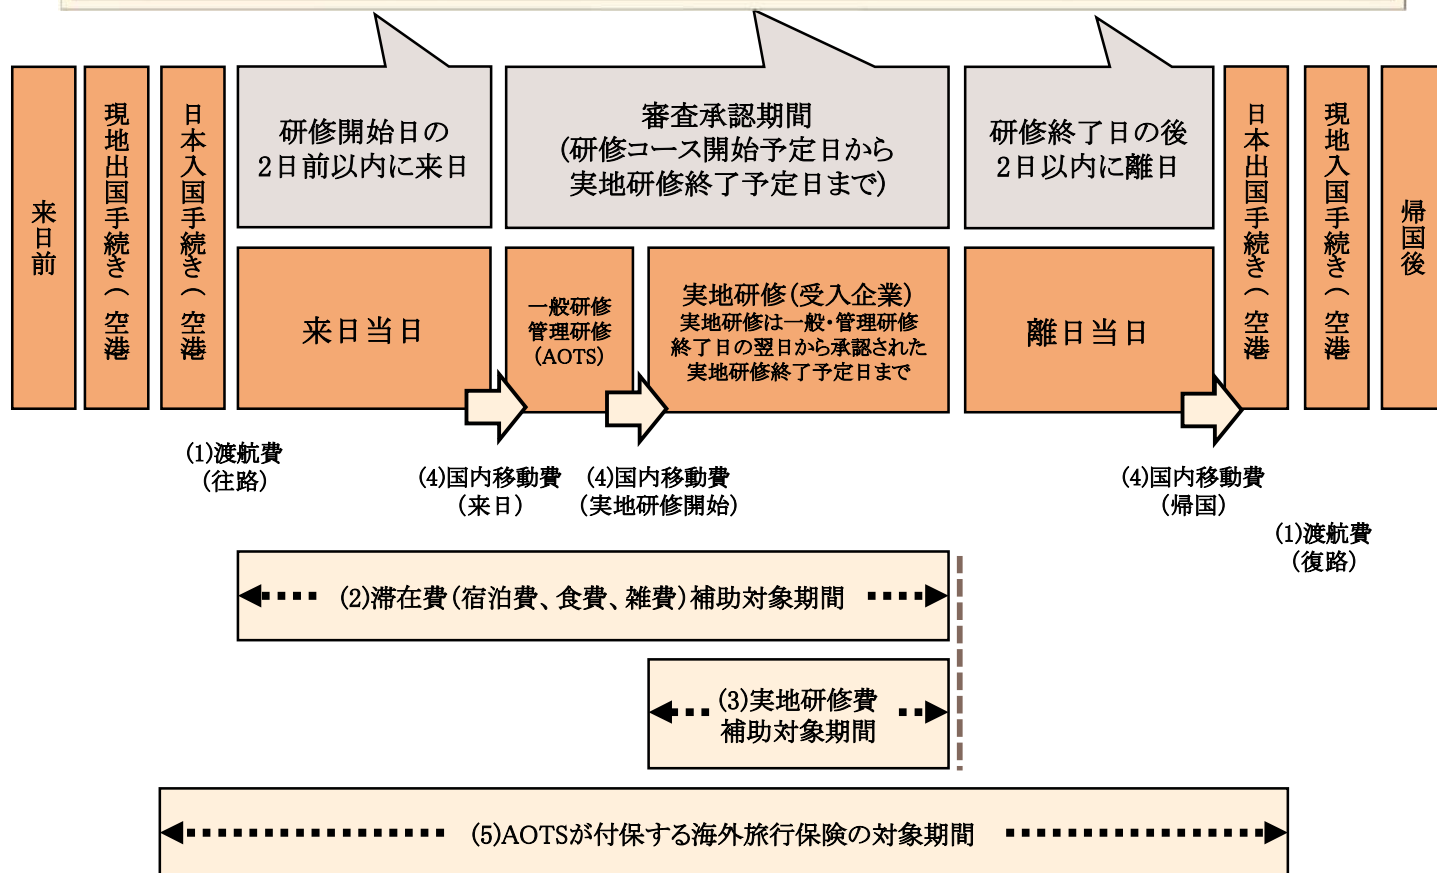 来日前
現地出国手続き（空港
日本入国手続き（空港
研修開始日の
2日前以内に来日
審査承認期間
(研修コース開始予定日から
実地研修終了予定日まで)
研修終了日の後
2日以内に離日
日本出国手続き（空港
現地入国手続き（空港
帰国後
来日当日
一般研修
管理研修
(AOTS)
実地研修(受入企業)
実地研修は一般・管理研修
終了日の翌日から承認された
実地研修終了予定日まで
離日当日
(1)渡航費
(往路)
(4)国内移動費
(来日)
(4)国内移動費
(実地研修開始)
(4)国内移動費
(帰国)
(1)渡航費
(復路)
(2)滞在費(宿泊費、食費、雑費)補助対象期間
(3)実地研修費
補助対象期間
(5)AOTSが付保する海外旅行保険の対象期間